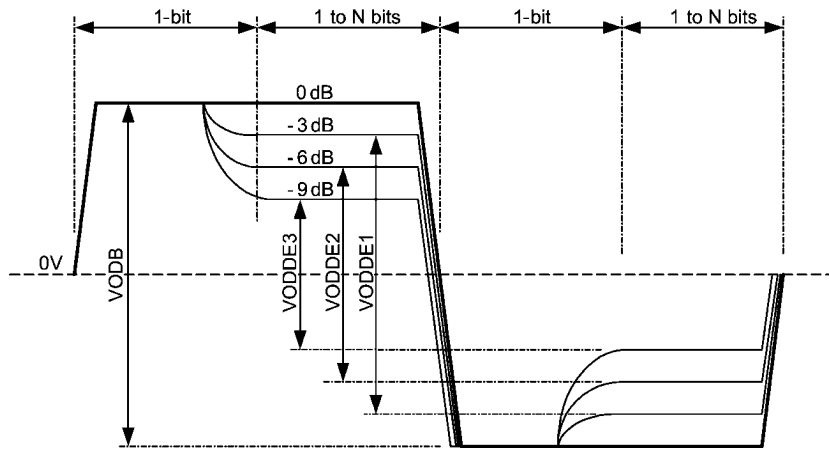 1-bit
1 to N bits
1-bit
1 to N bits
0 dB
- 3 dB
- 6 dB
- 9 dB
0V
VODB
VODDE3
VODDE2
VODDE1